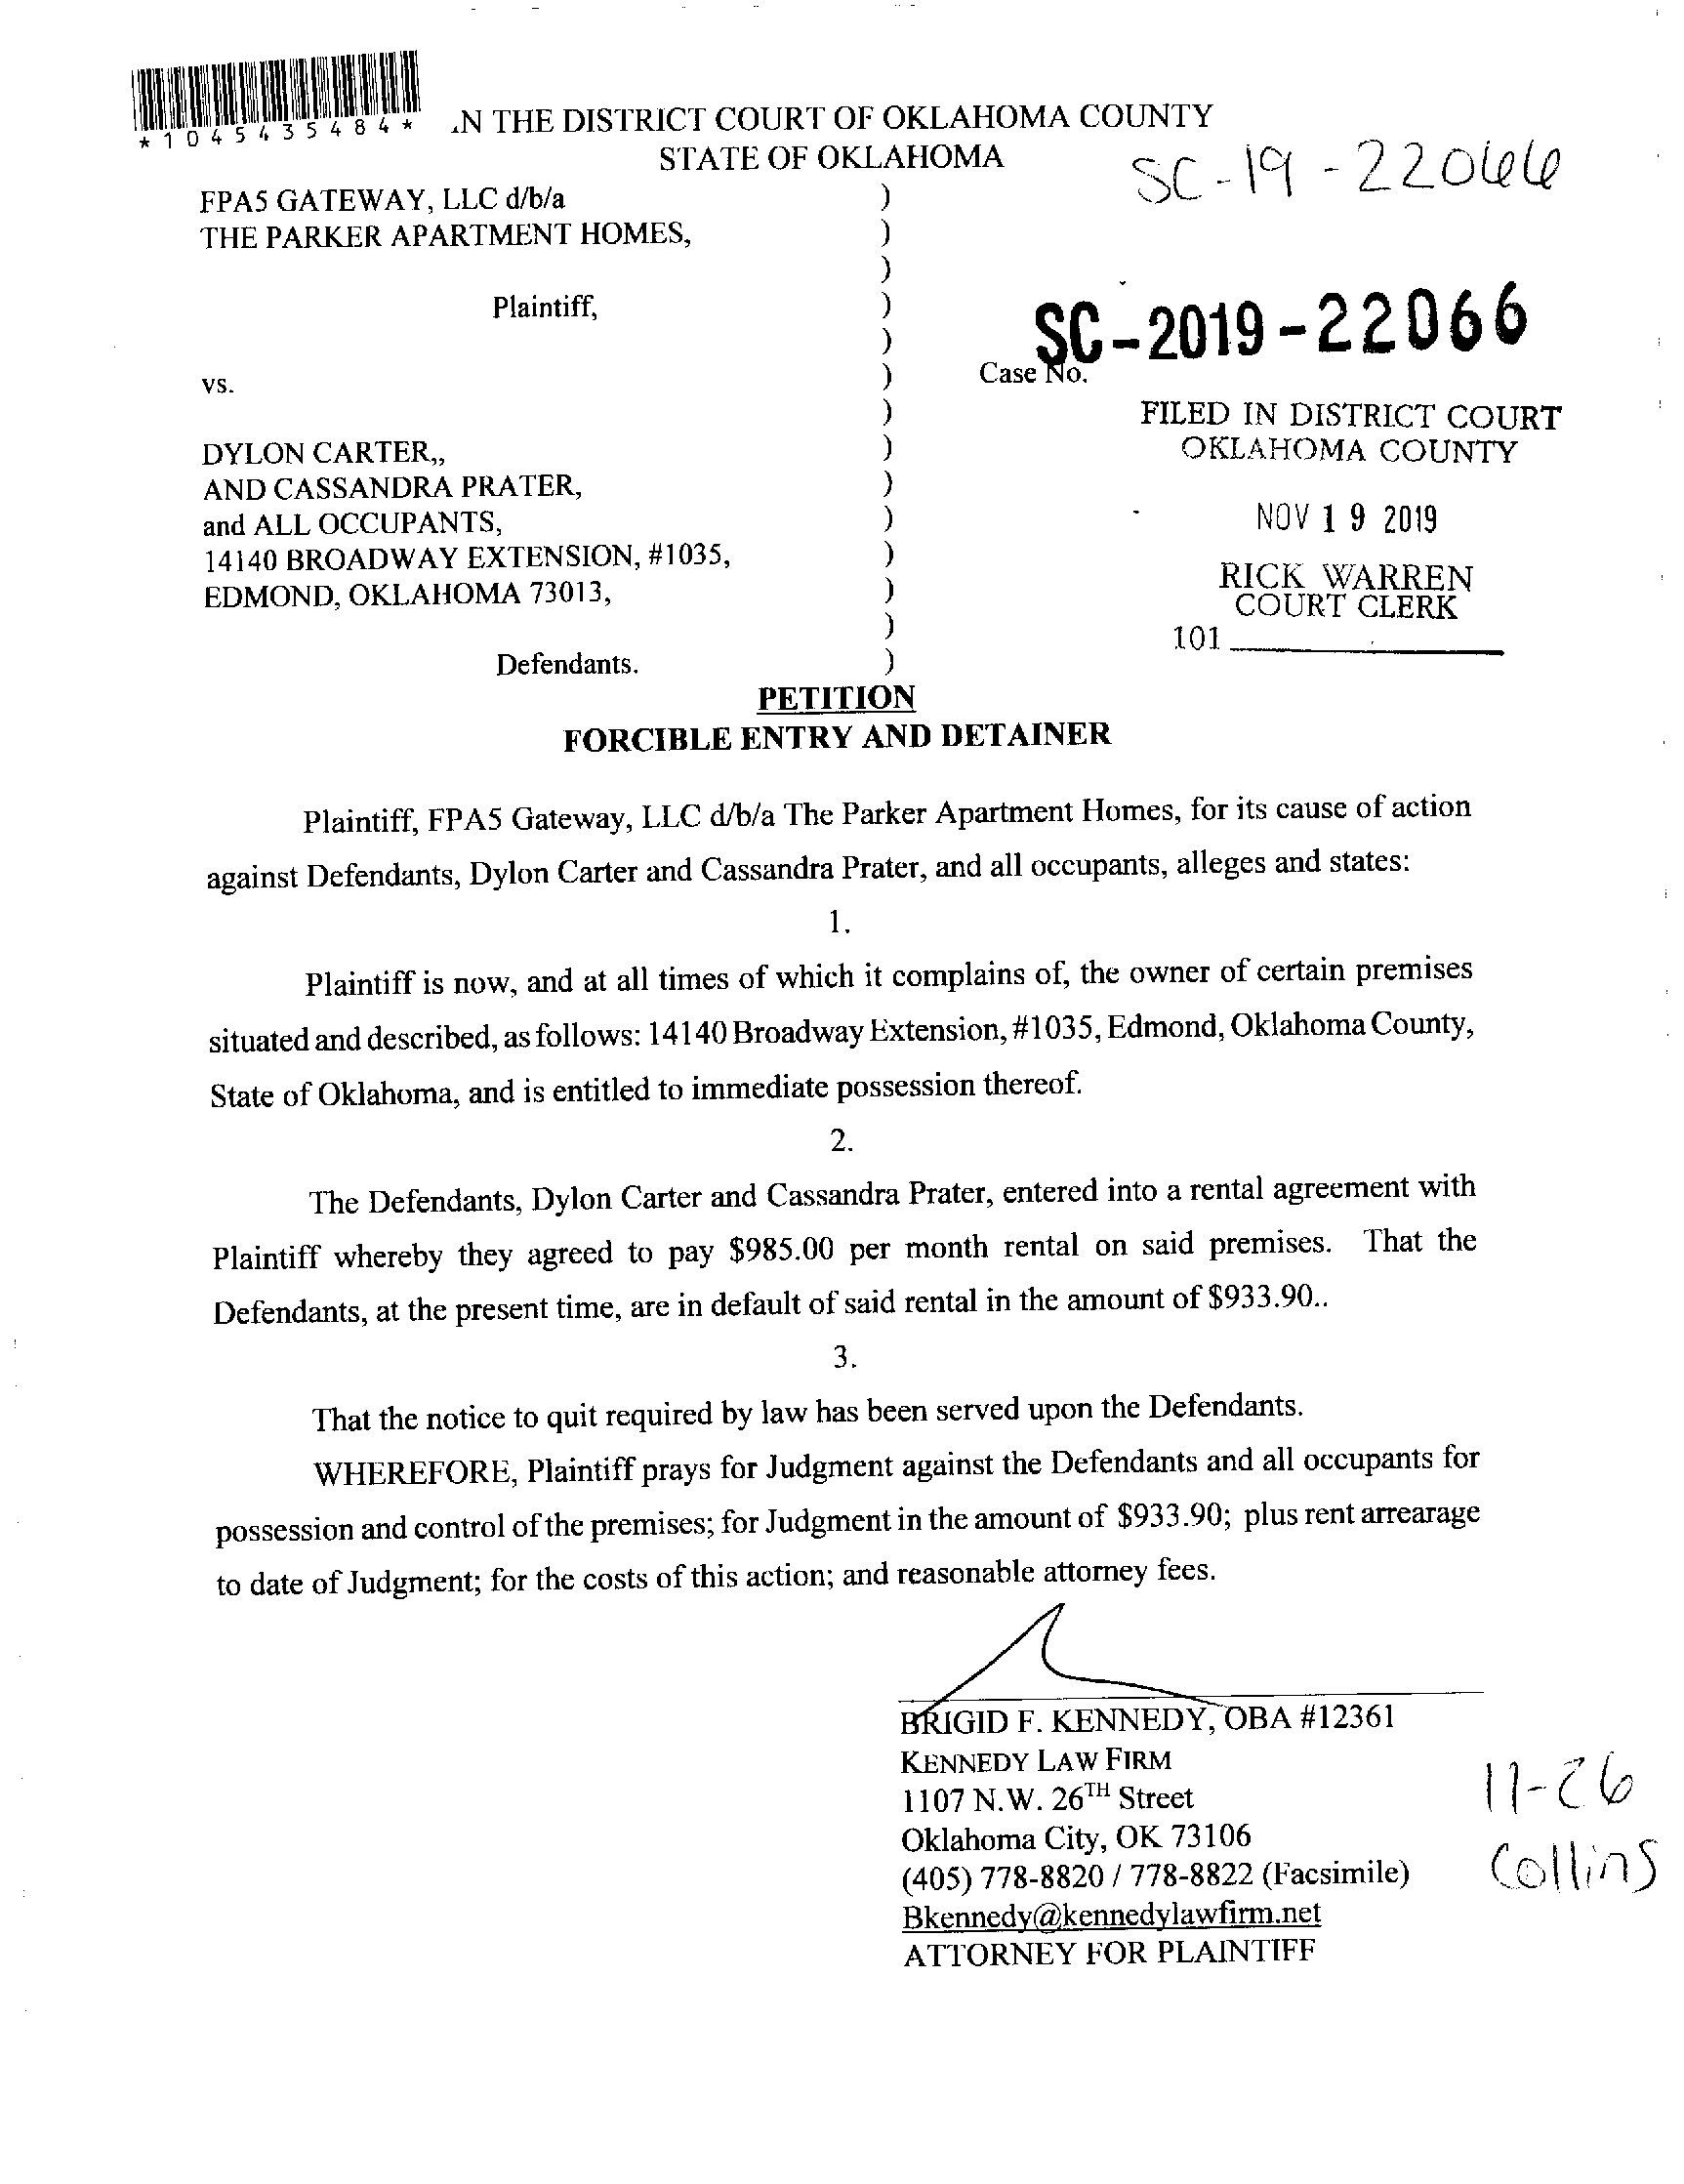 *1045435484*
.N THE DISTRICT COURT OF OKLAHOMA COUNTY
STATE OF OKLAHOMA
SC-19-22066
FPA5 GATEWAY, LLC d/b/a )
THE PARKER APARTMENT HOMES, )
)
Plaintiff, )
)
SC-2019-22066
vs. ) Case No.
)
FILED IN DISTRICT COURT
OKLAHOMA COUNTY
DYLON CARTER,, )
AND CASSANDRA PRATER, )
and ALL OCCUPANTS, )
NOV 19 2019
14140 BROADWAY EXTENSION, #1035, )
EDMOND, OKLAHOMA 73013, )
RICK WARREN
COURT CLERK
)
101
Defendants. )
PETITION
FORCIBLE ENTRY AND DETAINER
Plaintiff, FPA5 Gateway, LLC d/b/a The Parker Apartment Homes, for its cause of action
against Defendants, Dylon Carter and Cassandra Prater, and all occupants, alleges and states:
1.
Plaintiff is now, and at all times of which it complains of, the owner of certain premises
situated and described, as follows: 14140 Broadway Extension, #1035, Edmond, Oklahoma County,
State of Oklahoma, and is entitled to immediate possession thereof.
2.
The Defendants, Dylon Carter and Cassandra Prater, entered into a rental agreement with
Plaintiff whereby they agreed to pay $985.00 per month rental on said premises. That the
Defendants, at the present time, are in default of said rental in the amount of $933.90..
3.
That the notice to quit required by law has been served upon the Defendants.
WHEREFORE, Plaintiff prays for Judgment against the Defendants and all occupants for
possession and control of the premises; for Judgment in the amount of $933.90; plus rent arrearage
to date of Judgment; for the costs of this action; and reasonable attorney fees.
BRIGID F. KENNEDY, OBA #12361
KENNEDY LAW FIRM
1107 N.W. 26TH Street
Oklahoma City, OK 73106
(405) 778-8820 / 778-8822 (Facsimile)
Bkennedy@kennedylawfirm.net
ATTORNEY FOR PLAINTIFF
11-26
Collins